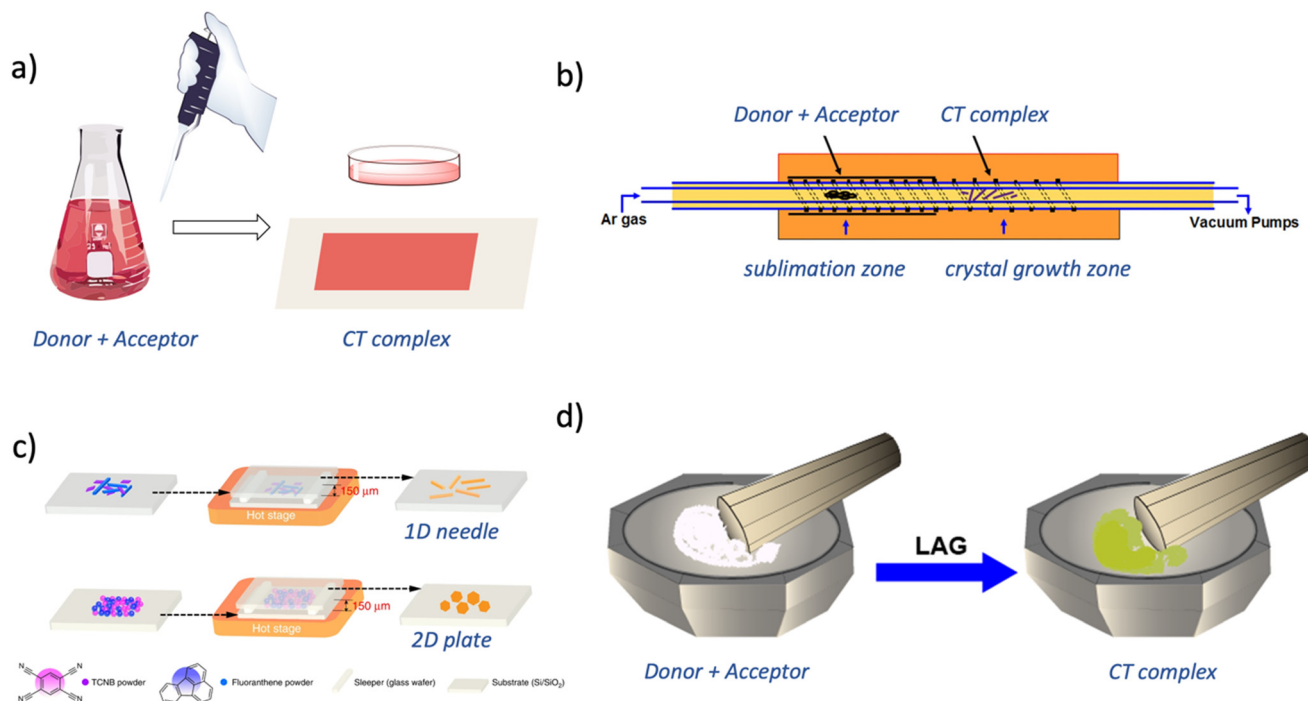 a)
Donor + Acceptor
CT complex
b)
Donor + Acceptor
CT complex
Ar gas
Vacuum Pumps
sublimation zone
crystal growth zone
c)
150 μm
Hot stage
1D needle
150 μm
Hot stage
2D plate
N
N
N
N
TCNB powder
Fluoranthene powder
Sleeper (glass wafer)
Substrate (Si/SiO₂)
d)
LAG
Donor + Acceptor
CT complex